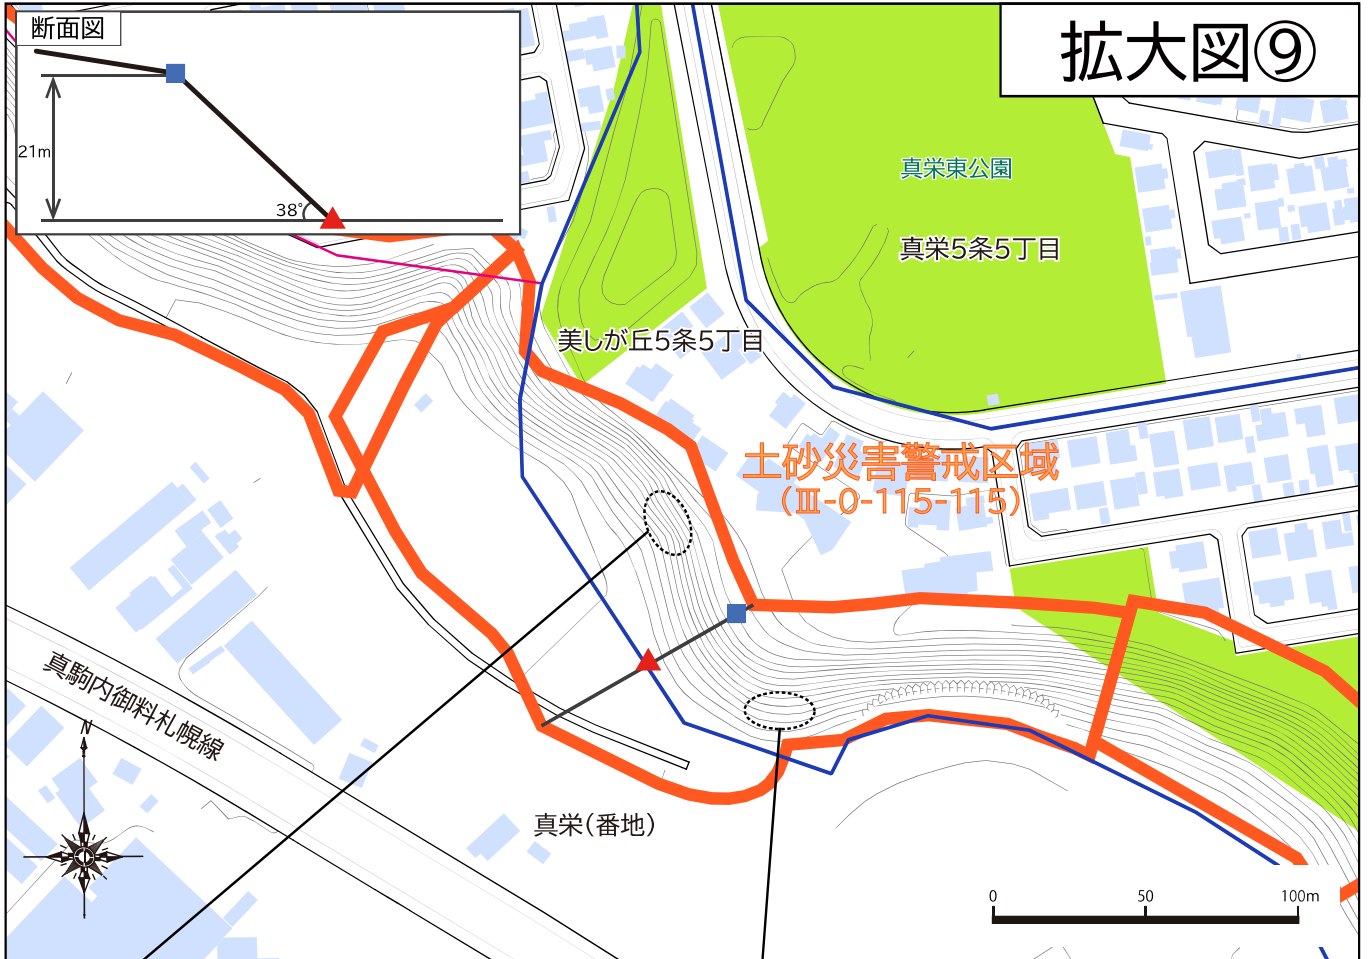 断面図
拡大図⑨
21m
38°
真栄東公園
真栄5条5丁目
美しが丘5条5丁目
土砂災害警戒区域
(Ⅲ-0-115-115)
真駒内御料札幌線
N
真栄(番地)
0 50 100m